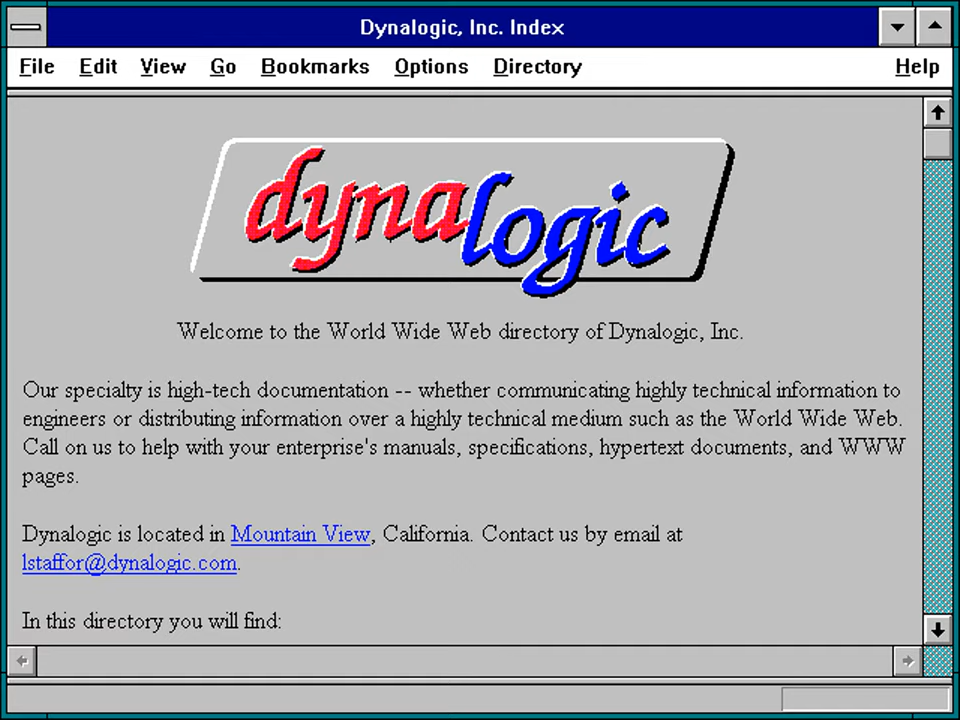 Dynalogic, Inc. Index
File Edit View Go Bookmarks Options Directory Help
dynalogic
Welcome to the World Wide Web directory of Dynalogic, Inc.
Our specialty is high-tech documentation -- whether communicating highly technical information to
engineers or distributing information over a highly technical medium such as the World Wide Web.
Call on us to help with your enterprise's manuals, specifications, hypertext documents, and WWW
pages.
Dynalogic is located in Mountain View, California. Contact us by email at
lstaffor@dynalogic.com.
In this directory you will find: